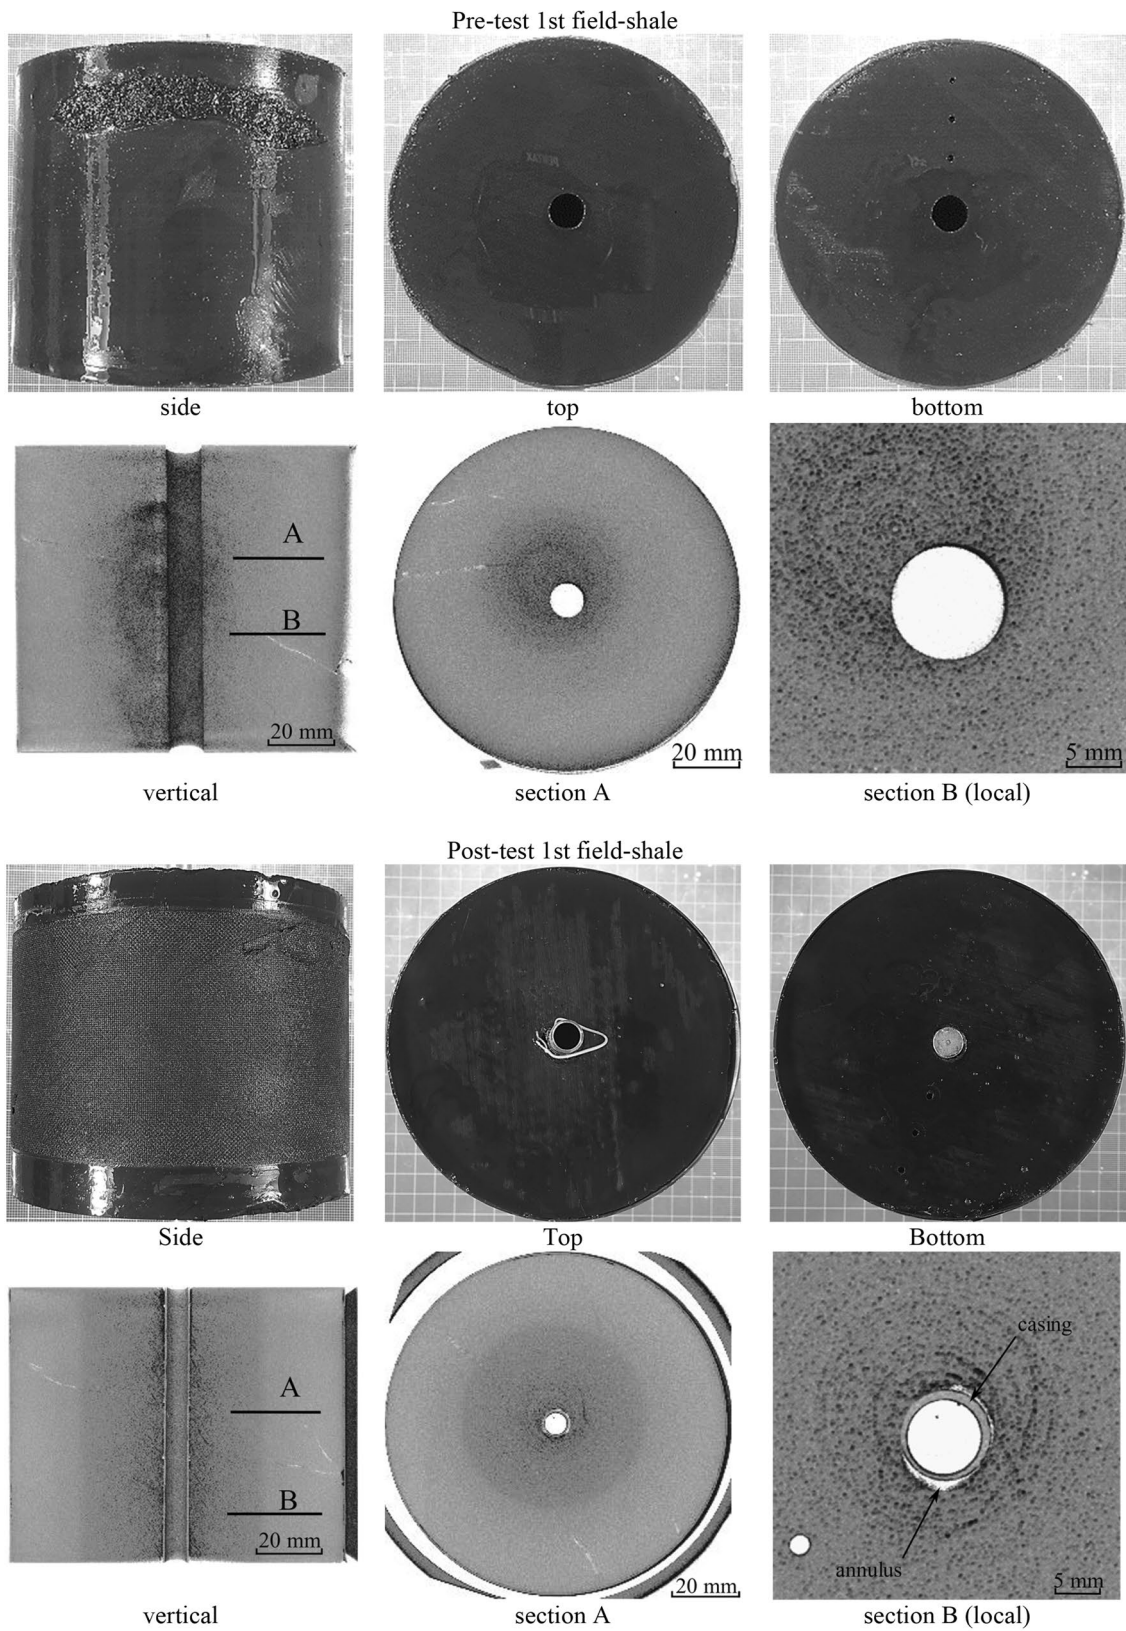 Pre-test 1st field-shale
side
top
bottom
A
B
20 mm
20 mm
5 mm
vertical
section A
section B (local)
Post-test 1st field-shale
Side
Top
Bottom
A
B
20 mm
20 mm
casing
annulus
5 mm
vertical
section A
section B (local)